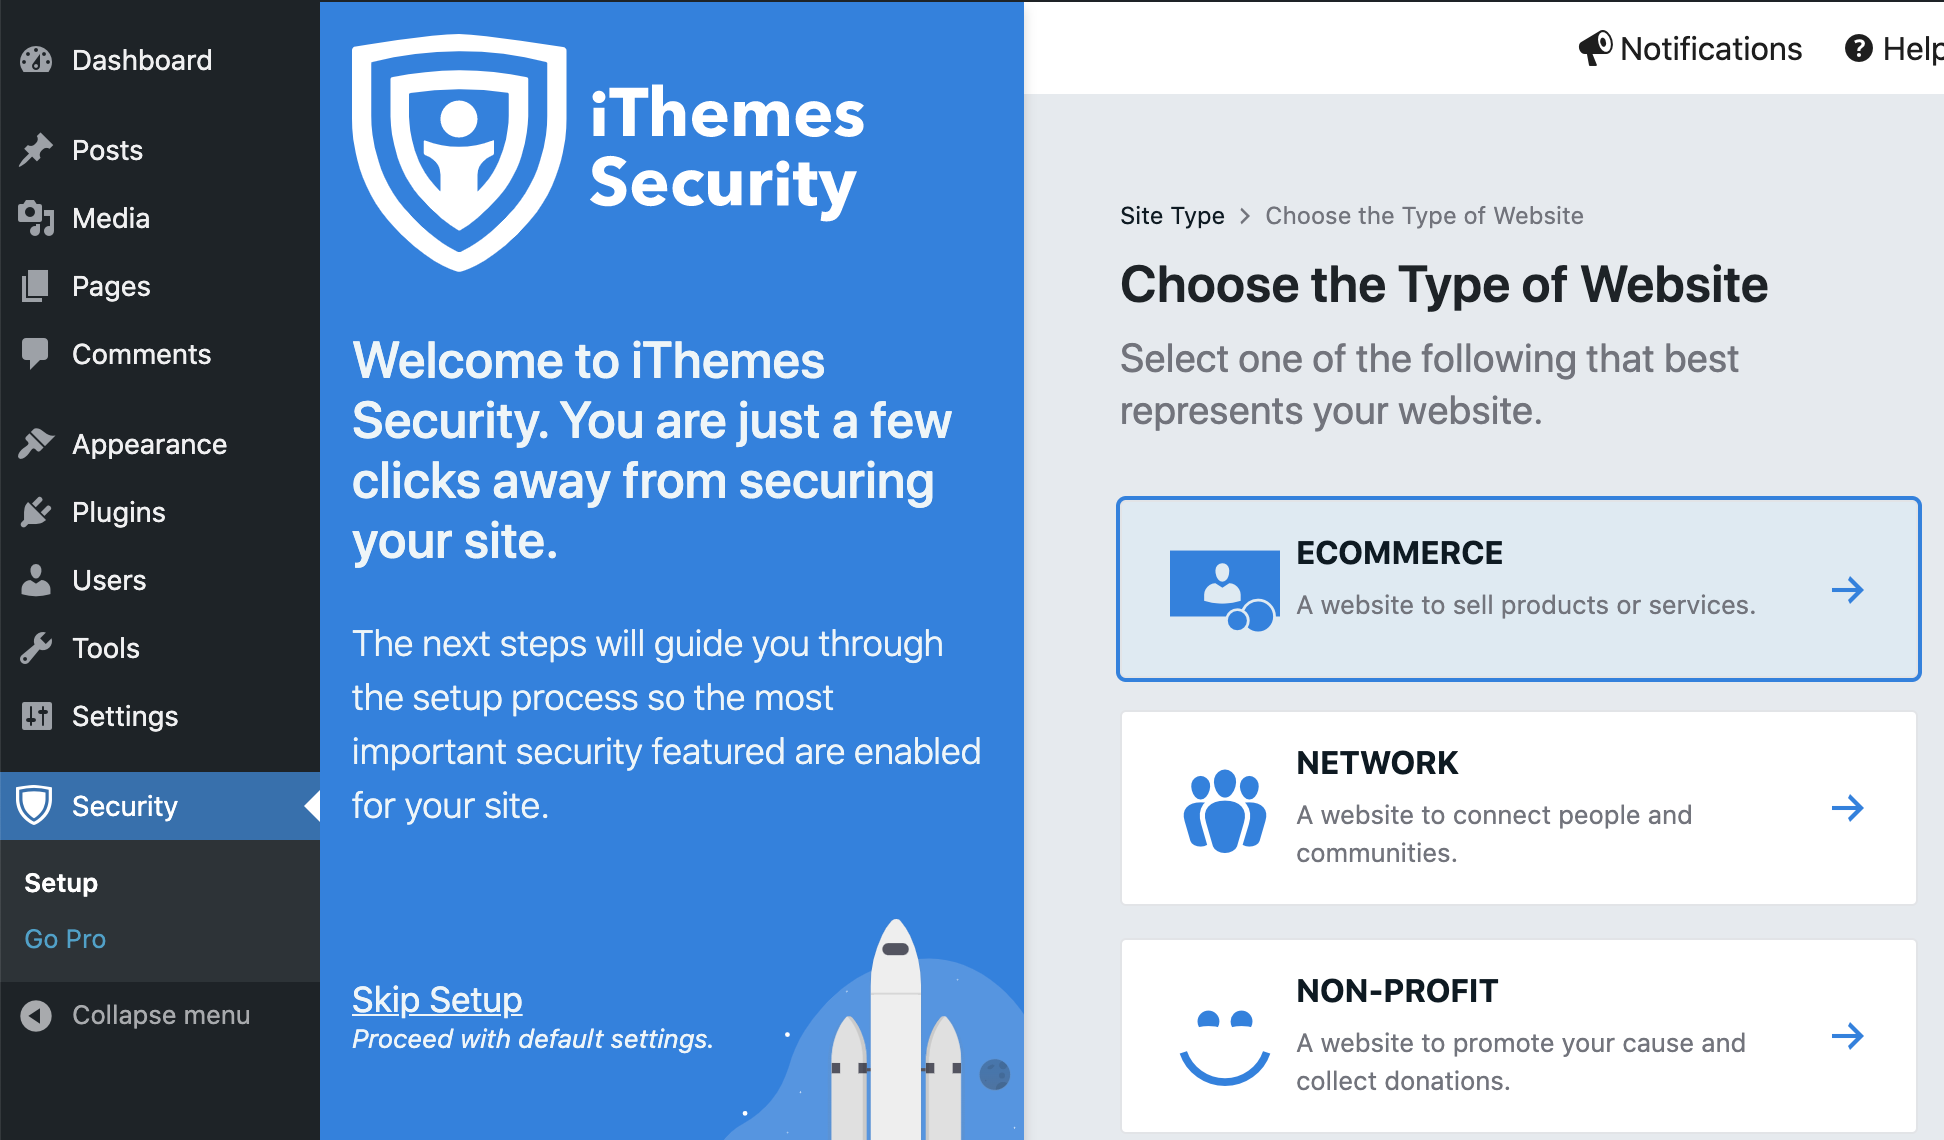 Dashboard
Posts
Media
Pages
Comments
Appearance
Plugins
Users
Tools
Settings
Security
Setup
Go Pro
Collapse menu
iThemes
Security
Welcome to iThemes
Security. You are just a few
clicks away from securing
your site.
The next steps will guide you through
the setup process so the most
important security featured are enabled
for your site.
Skip Setup
Proceed with default settings.
Notifications
Help
Site Type > Choose the Type of Website
Choose the Type of Website
Select one of the following that best
represents your website.
ECOMMERCE
A website to sell products or services.
NETWORK
A website to connect people and
communities.
NON-PROFIT
A website to promote your cause and
collect donations.